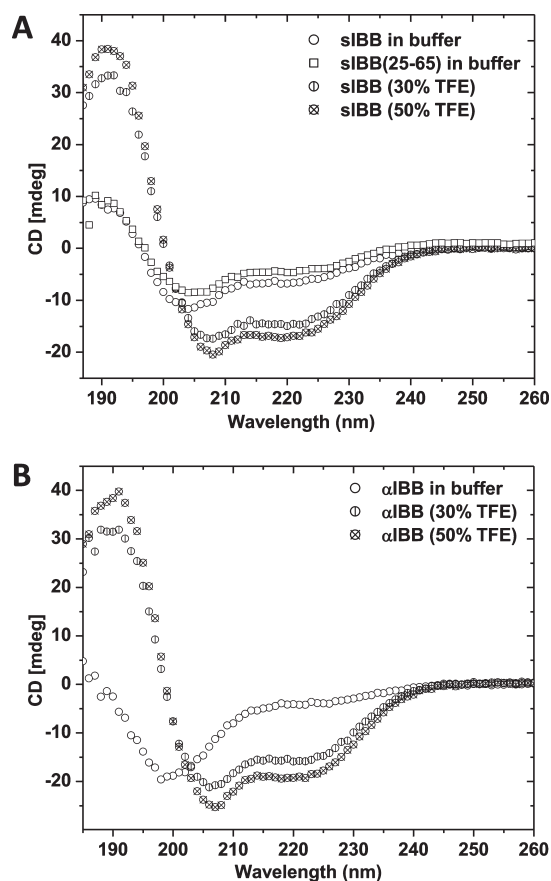 A
sIBB in buffer
sIBB(25-65) in buffer
sIBB (30% TFE)
sIBB (50% TFE)
40
30
20
10
0
-10
-20
CD [mdeg]
190 200 210 220 230 240 250 260
Wavelength (nm)
B
αIBB in buffer
αIBB (30% TFE)
αIBB (50% TFE)
40
30
20
10
0
-10
-20
CD [mdeg]
190 200 210 220 230 240 250 260
Wavelength (nm)